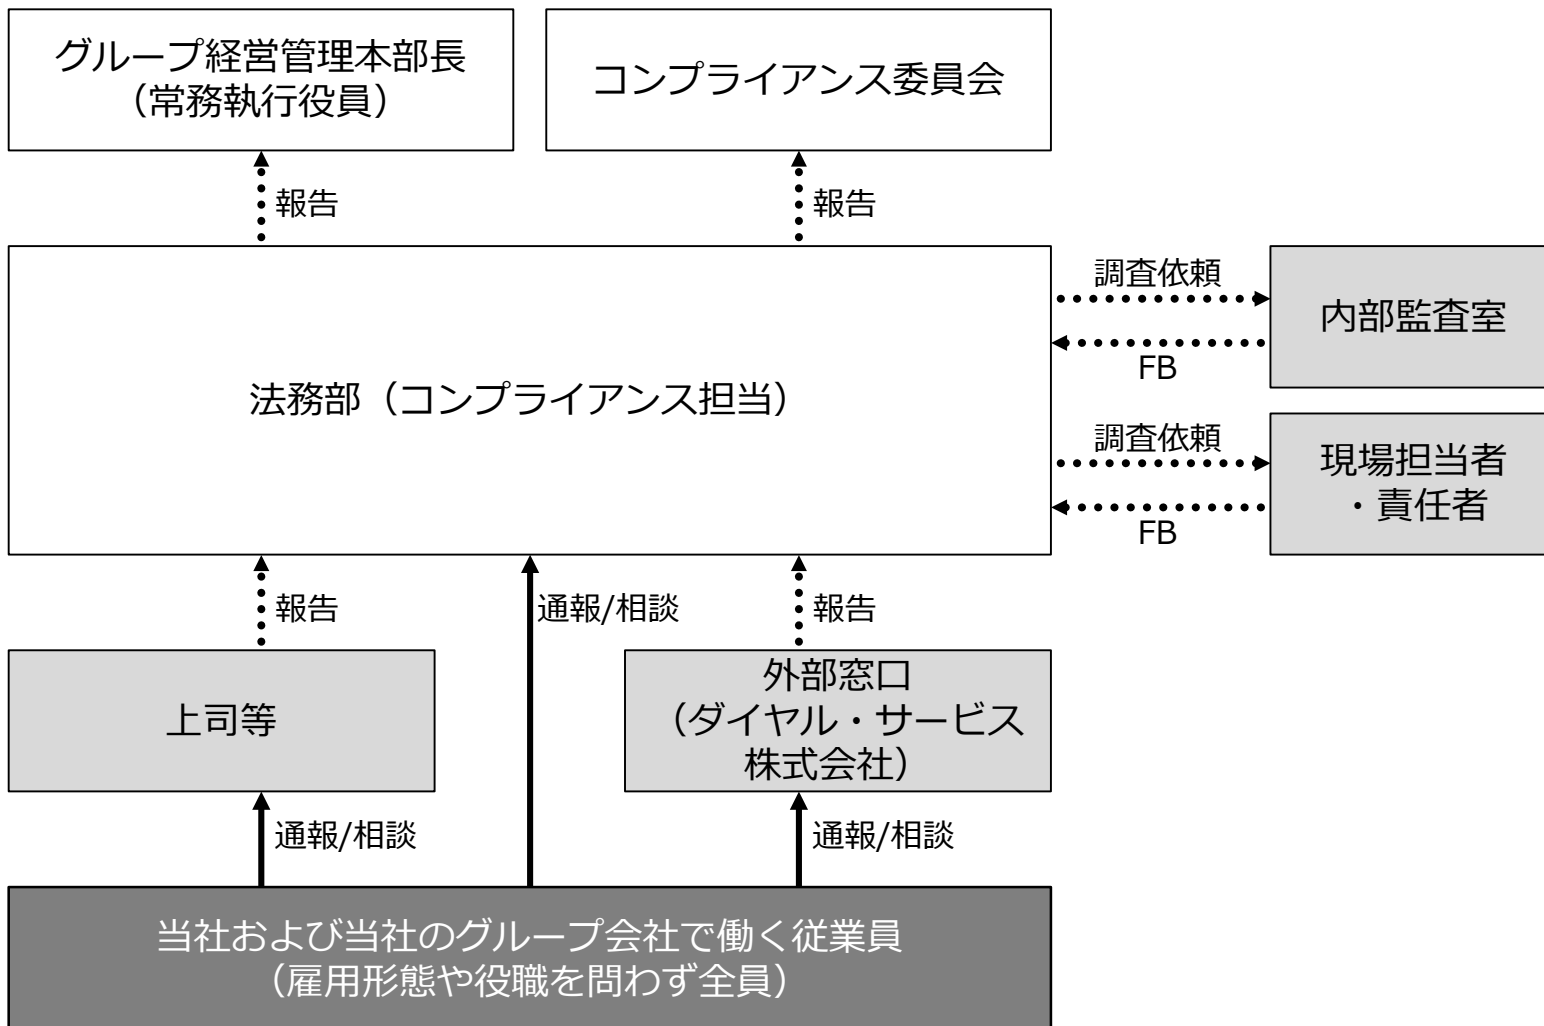 グループ経営管理本部長
（常務執行役員）
コンプライアンス委員会
報告
報告
法務部（コンプライアンス担当）
調査依頼
FB
内部監査室
調査依頼
FB
現場担当者
・責任者
報告
通報/相談
報告
上司等
外部窓口
（ダイヤル・サービス
株式会社）
通報/相談
通報/相談
当社および当社のグループ会社で働く従業員
（雇用形態や役職を問わず全員）